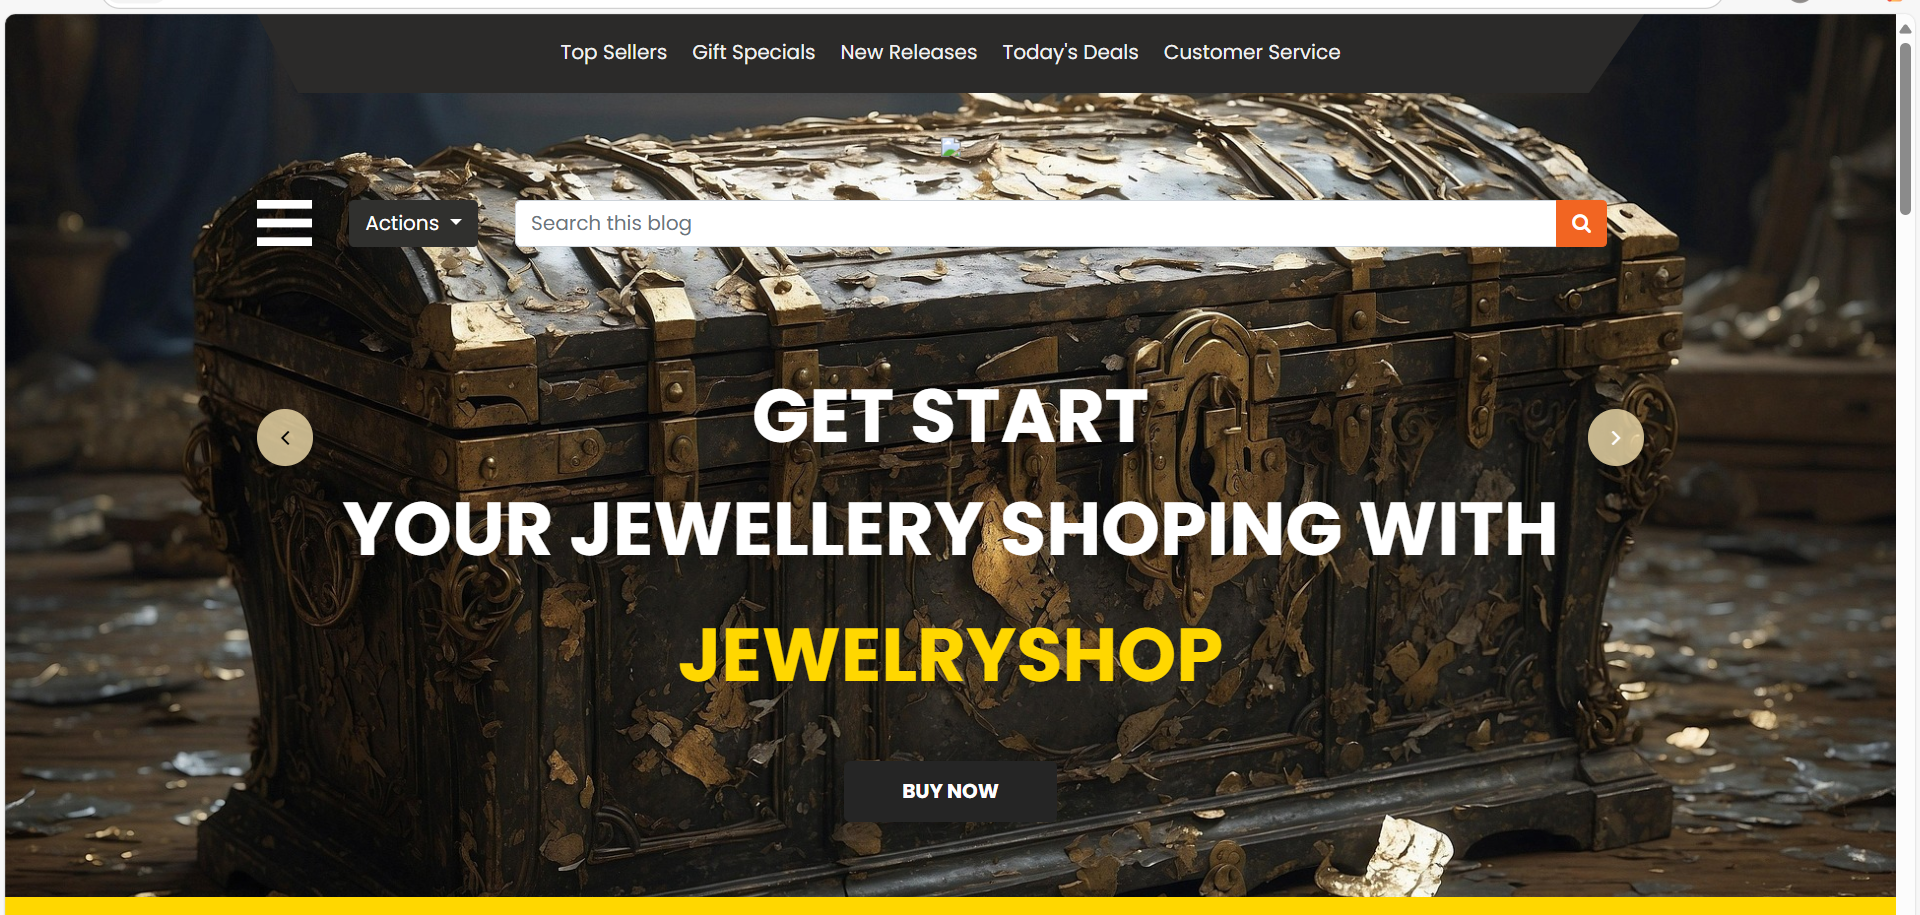 Top Sellers Gift Specials New Releases Today's Deals Customer Service
Actions
Search this blog
GET START
YOUR JEWELLERY SHOPING WITH
JEWELRYSHOP
BUY NOW